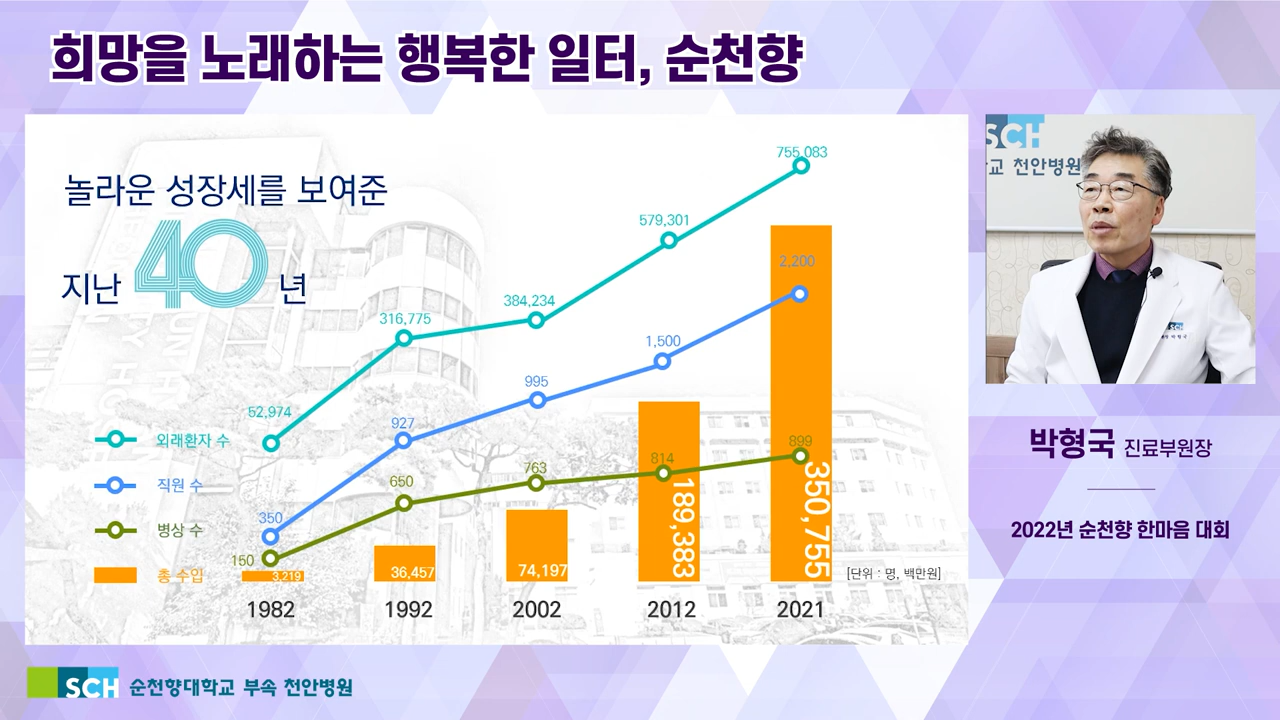 희망을 노래하는 행복한 일터, 순천향
놀라운 성장세를 보여준
지난 40 년
외래환자 수
직원 수
병상 수
총 수입
52,974
316,775
384,234
579,301
755,083
350
927
995
1,500
2,200
150
650
763
814
899
3,219
36,457
74,197
189,383
350,755
[단위 : 명, 백만원]
1982
1992
2002
2012
2021
SCH
천안병원
SCH
박형국 진료부원장
2022년 순천향 한마음 대회
SCH 순천향대학교 부속 천안병원